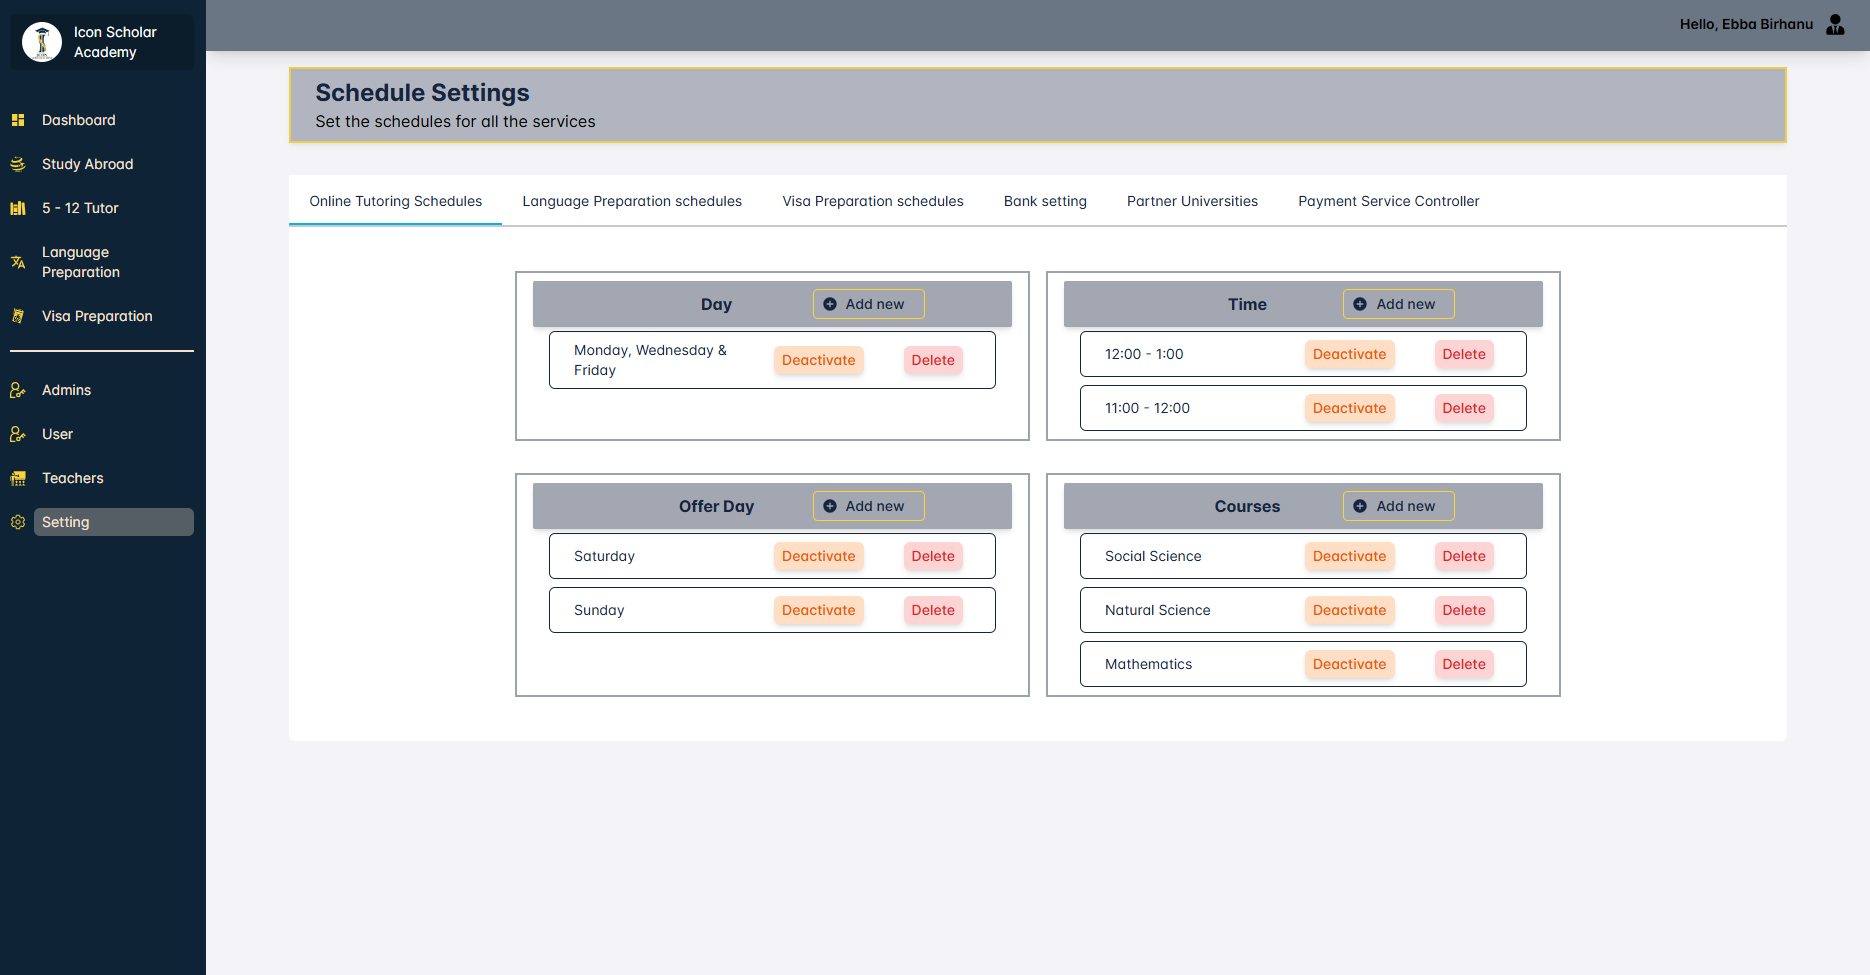 Icon Scholar
Academy
Hello, Ebba Birhanu
Dashboard
Study Abroad
5 - 12 Tutor
Language
Preparation
Visa Preparation
Admins
User
Teachers
Setting
Schedule Settings
Set the schedules for all the services
Online Tutoring Schedules
Language Preparation schedules
Visa Preparation schedules
Bank setting
Partner Universities
Payment Service Controller
Day
Add new
Monday, Wednesday &
Friday
Deactivate
Delete
Time
Add new
12:00 - 1:00
Deactivate
Delete
11:00 - 12:00
Deactivate
Delete
Offer Day
Add new
Saturday
Deactivate
Delete
Sunday
Deactivate
Delete
Courses
Add new
Social Science
Deactivate
Delete
Natural Science
Deactivate
Delete
Mathematics
Deactivate
Delete